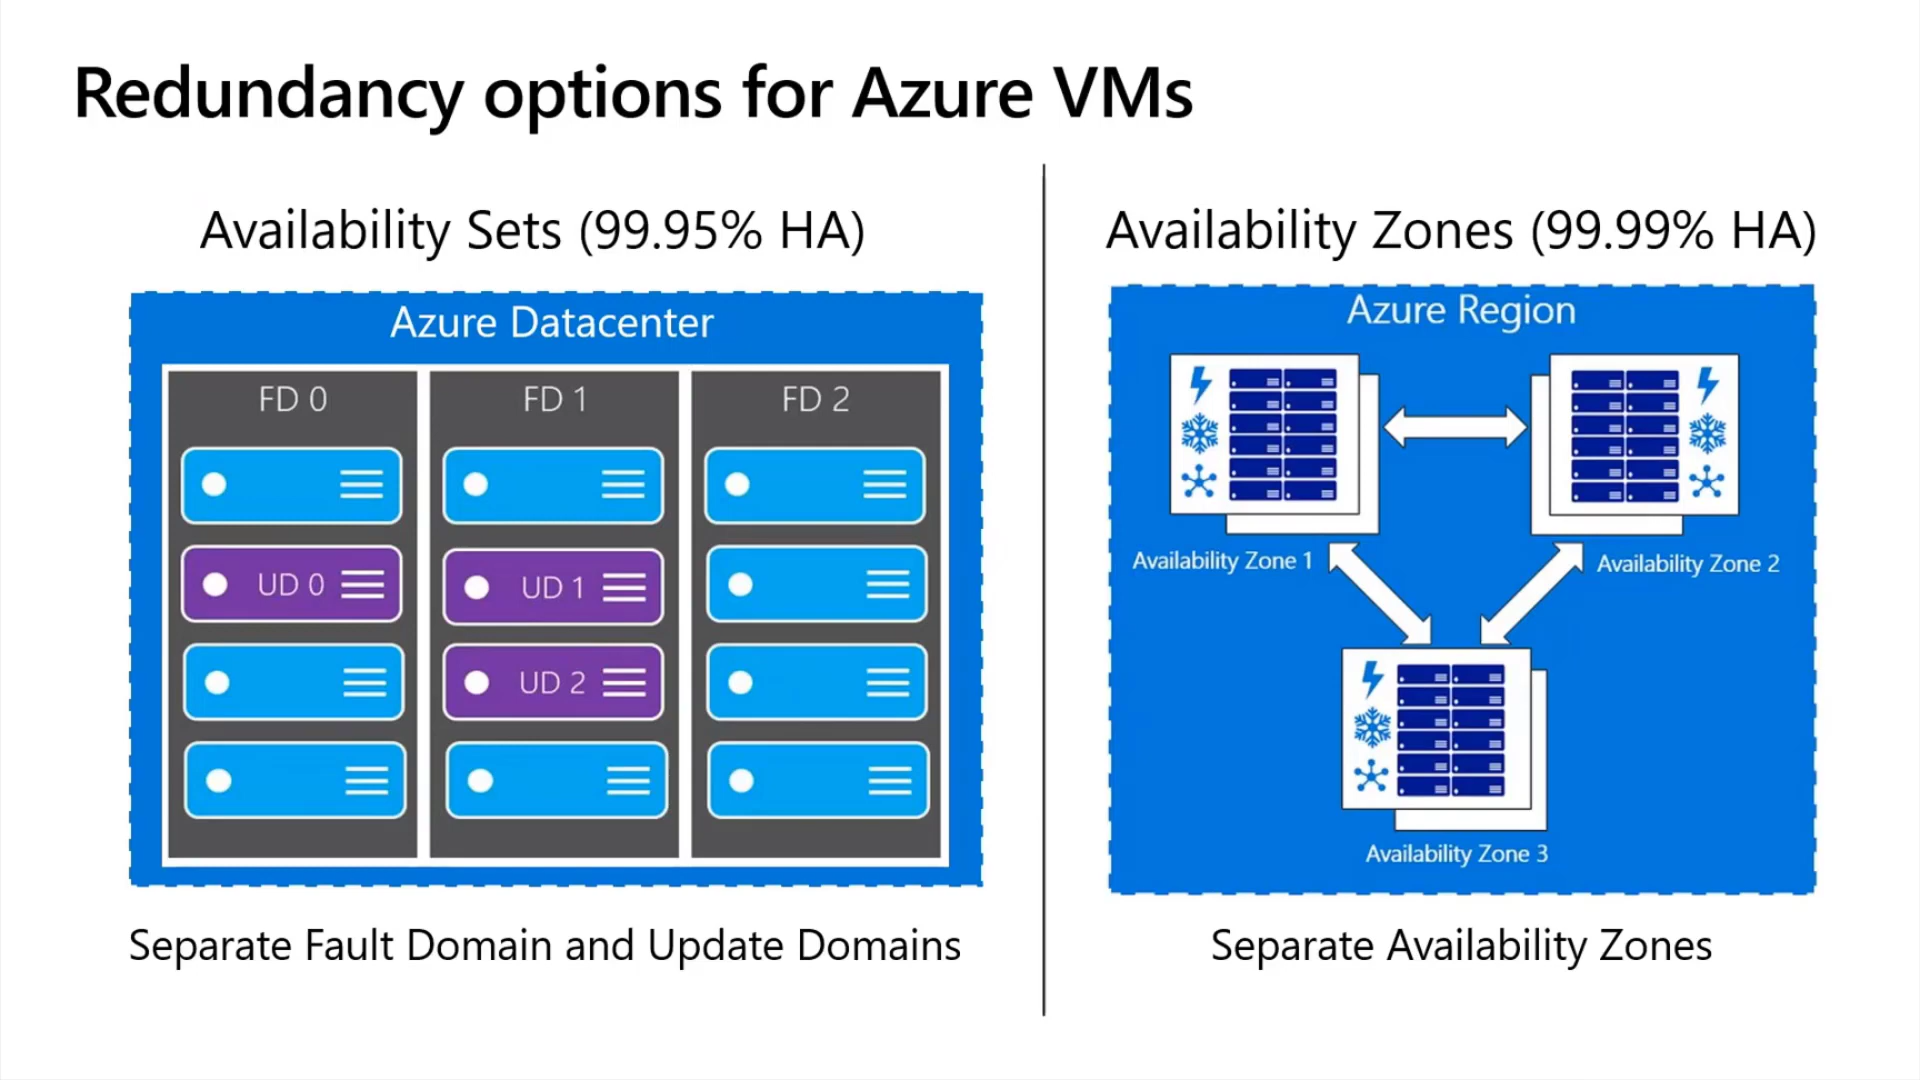 Redundancy options for Azure VMs
Availability Sets (99.95% HA)
Azure Datacenter
FD 0
FD 1
FD 2
UD 0
UD 1
UD 2
Separate Fault Domain and Update Domains
Availability Zones (99.99% HA)
Azure Region
Availability Zone 1
Availability Zone 2
Availability Zone 3
Separate Availability Zones